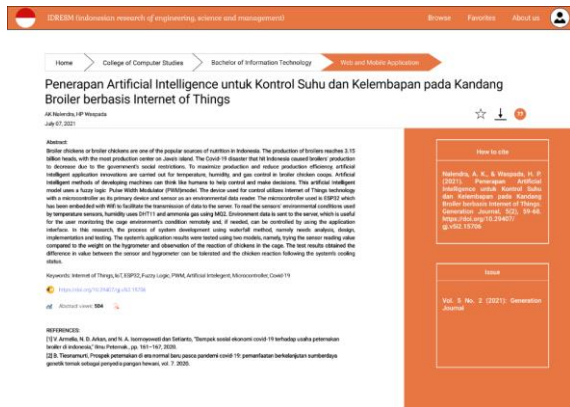 IDREEM (Indonesian research of engineering, science and management)
Browse Favorites About us
Home College of Computer Studies Bachelor of Information Technology Web and Mobile Application
Penerapan Artificial Intelligence untuk Kontrol Suhu dan Kelembapan pada Kandang
Broiler berbasis Internet of Things
AK Nalendra, HP Waspada
July 07, 2021
Abstract:
Broiler chickens or broiler chickens are one of the popular sources of nutrition in Indonesia. The production of broilers reaches 3.15
billion heads, with the most production center on Java's island. The Covid-19 disaster that hit Indonesia caused broilers' production
to decrease due to the government's social restrictions. To maximize production and reduce production efficiency, artificial
intelligent application innovations are carried out for temperature, humidity, and gas control in broiler chicken coops. Artificial
Intelligent methods of developing machines can think like humans to help control and make decisions. This artificial intelligent
model uses a fuzzy logic Pulse Width Modulator (PWM)model. The device used for control utilizes Internet of Things technology
with a microcontroller as its primary device and sensor as an environmental data reader. The microcontroller used is ESP32 which
has been embedded with WiFi to facilitate the transmission of data to the server. To read the sensors' environmental conditions used
by temperature sensors, humidity uses DHT11 and ammonia gas using MQ2. Environment data is sent to the server, which is useful
for the user monitoring the cage environment's condition remotely and, if needed, can be controlled by using the application
interface. In this research, the process of system development using waterfall method, namely needs analysis, design,
implementation and testing. The system's application results were tested using two models, namely, trying the sensor reading value
compared to the weight on the hygrometer and observation of the reaction of chickens in the cage. The test results obtained the
difference in value between the sensor and hygrometer can be tolerated and the chicken reaction following the system's cooling
status.
Keywords: Internet of Things, IoT, ESP32, Fuzzy Logic, PWM, Artificial Intelegent, Microcontroller, Covid-19
https://doi.org/10.29407/gj.v5i2.15706
Abstract views: 504
REFERENCES:
[1] V. Armelia, N. D. Arkan, and N. A. Ismoyowati dan Setianto, "Dampak sosial ekonomi covid-19 terhadap usaha peternakan
broiler di indonesia," Ilmu Peternak., pp. 161–167, 2020.
[2] B. Tiesnamurti, Prospek peternakan di era normal baru pasca pandemi covid-19: pemanfaatan berkelanjutan sumberdaya
genetik ternak sebagai penyedia pangan hewani, vol. 7. 2020.
How to cite
Nalendra, A. K., & Waspada, H. P.
(2021). Penerapan Artificial
Intelligence untuk Kontrol Suhu
dan Kelembapan pada Kandang
Broiler berbasis Internet of Things.
Generation Journal, 5(2), 59-68.
https://doi.org/10.29407/
gj.v5i2.15706
Issue
Vol. 5 No. 2 (2021): Generation
Journal